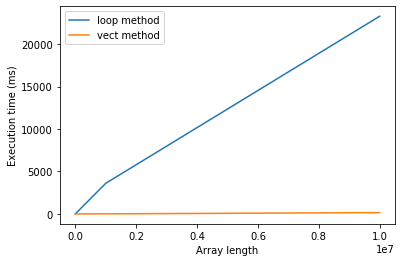 loop method
vect method
Execution time (ms)
20000
15000
10000
5000
0
0.0 0.2 0.4 0.6 0.8 1.0
1e7
Array length